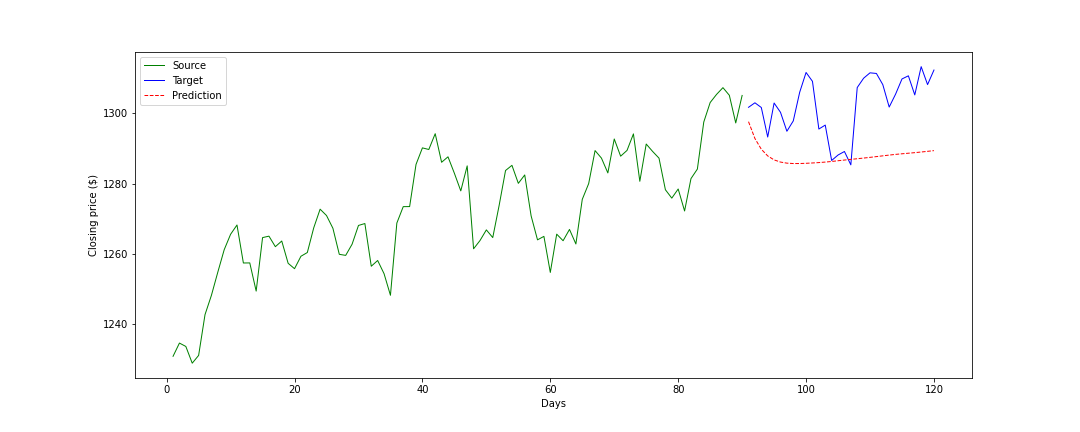 Source
Target
Prediction
Closing price ($)
1300
1280
1260
1240
0 20 40 60 80 100 120
Days